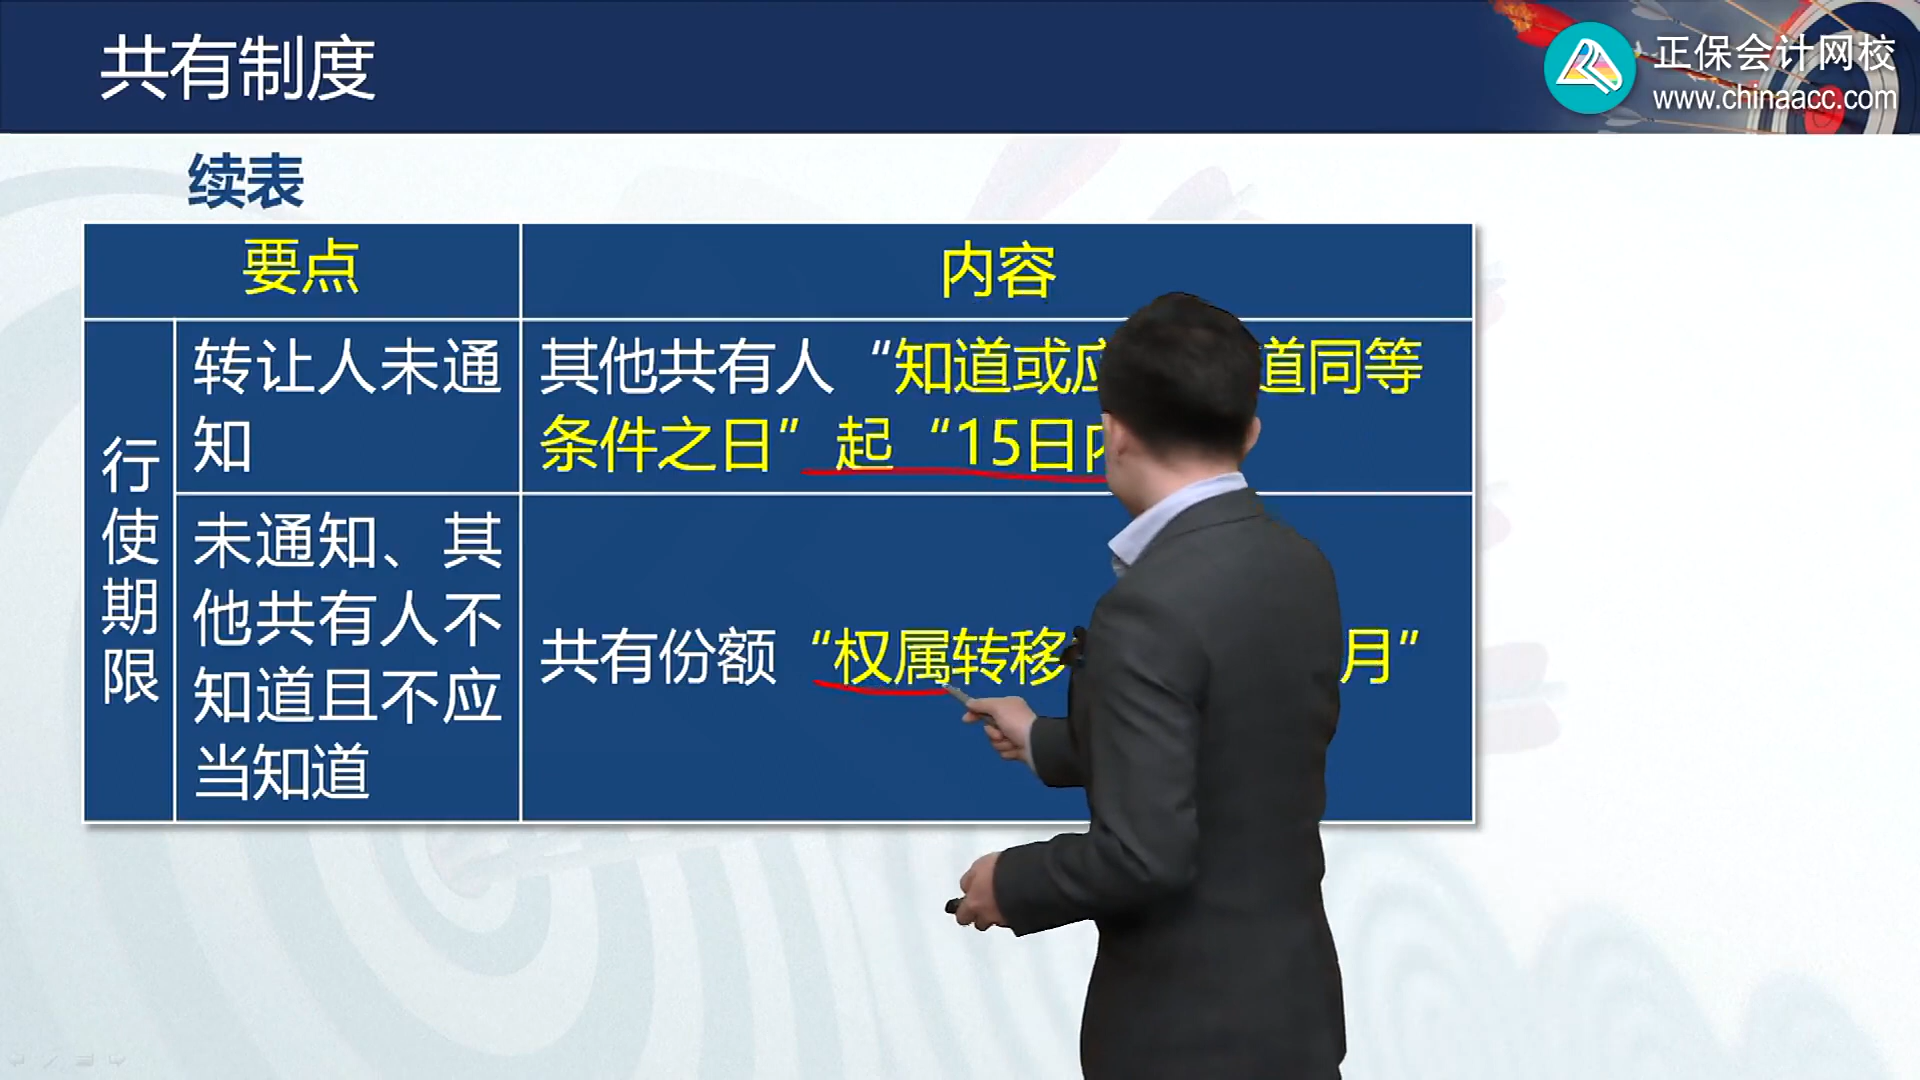 共有制度
正保会计网校
www.chinaacc.com
续表
要点
内容
行使期限
转让人未通
知
其他共有人“知道或应 道同等
条件之日”起“15日内
未通知、其
他共有人不
知道且不应
当知道
共有份额“权属转移 月”